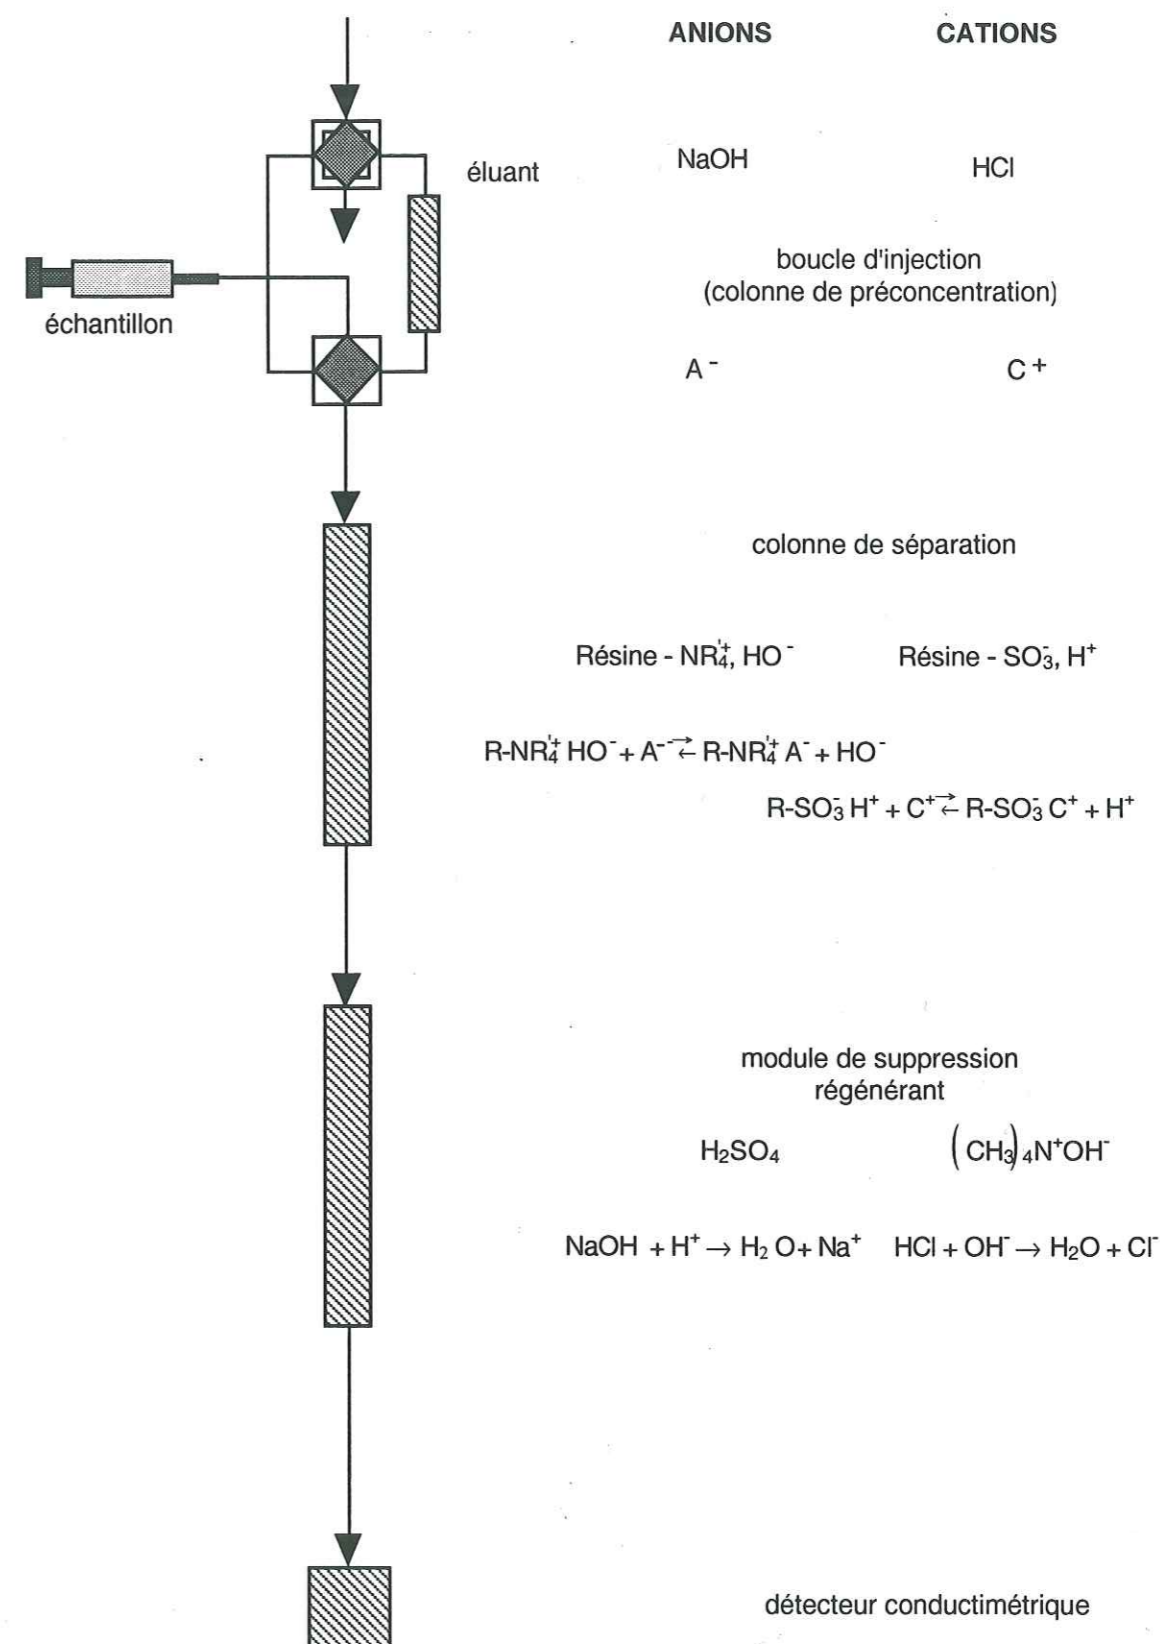 ANIONS CATIONS
éluant NaOH HCl
boucle d'injection
(colonne de préconcentration)
échantillon
A⁻ C⁺
colonne de séparation
Résine - NR'₄⁺, HO⁻ Résine - SO₃⁻, H⁺
R-NR'₄⁺ HO⁻ + A⁻⁻ ⇄ R-NR'₄⁺ A⁻ + HO⁻
R-SO₃⁻ H⁺ + C⁺ ⇄ R-SO₃⁻ C⁺ + H⁺
module de suppression
régénérant
H₂SO₄ (CH₃)₄N⁺OH⁻
NaOH + H⁺ → H₂ O + Na⁺ HCl + OH⁻ → H₂O + Cl⁻
détecteur conductimétrique